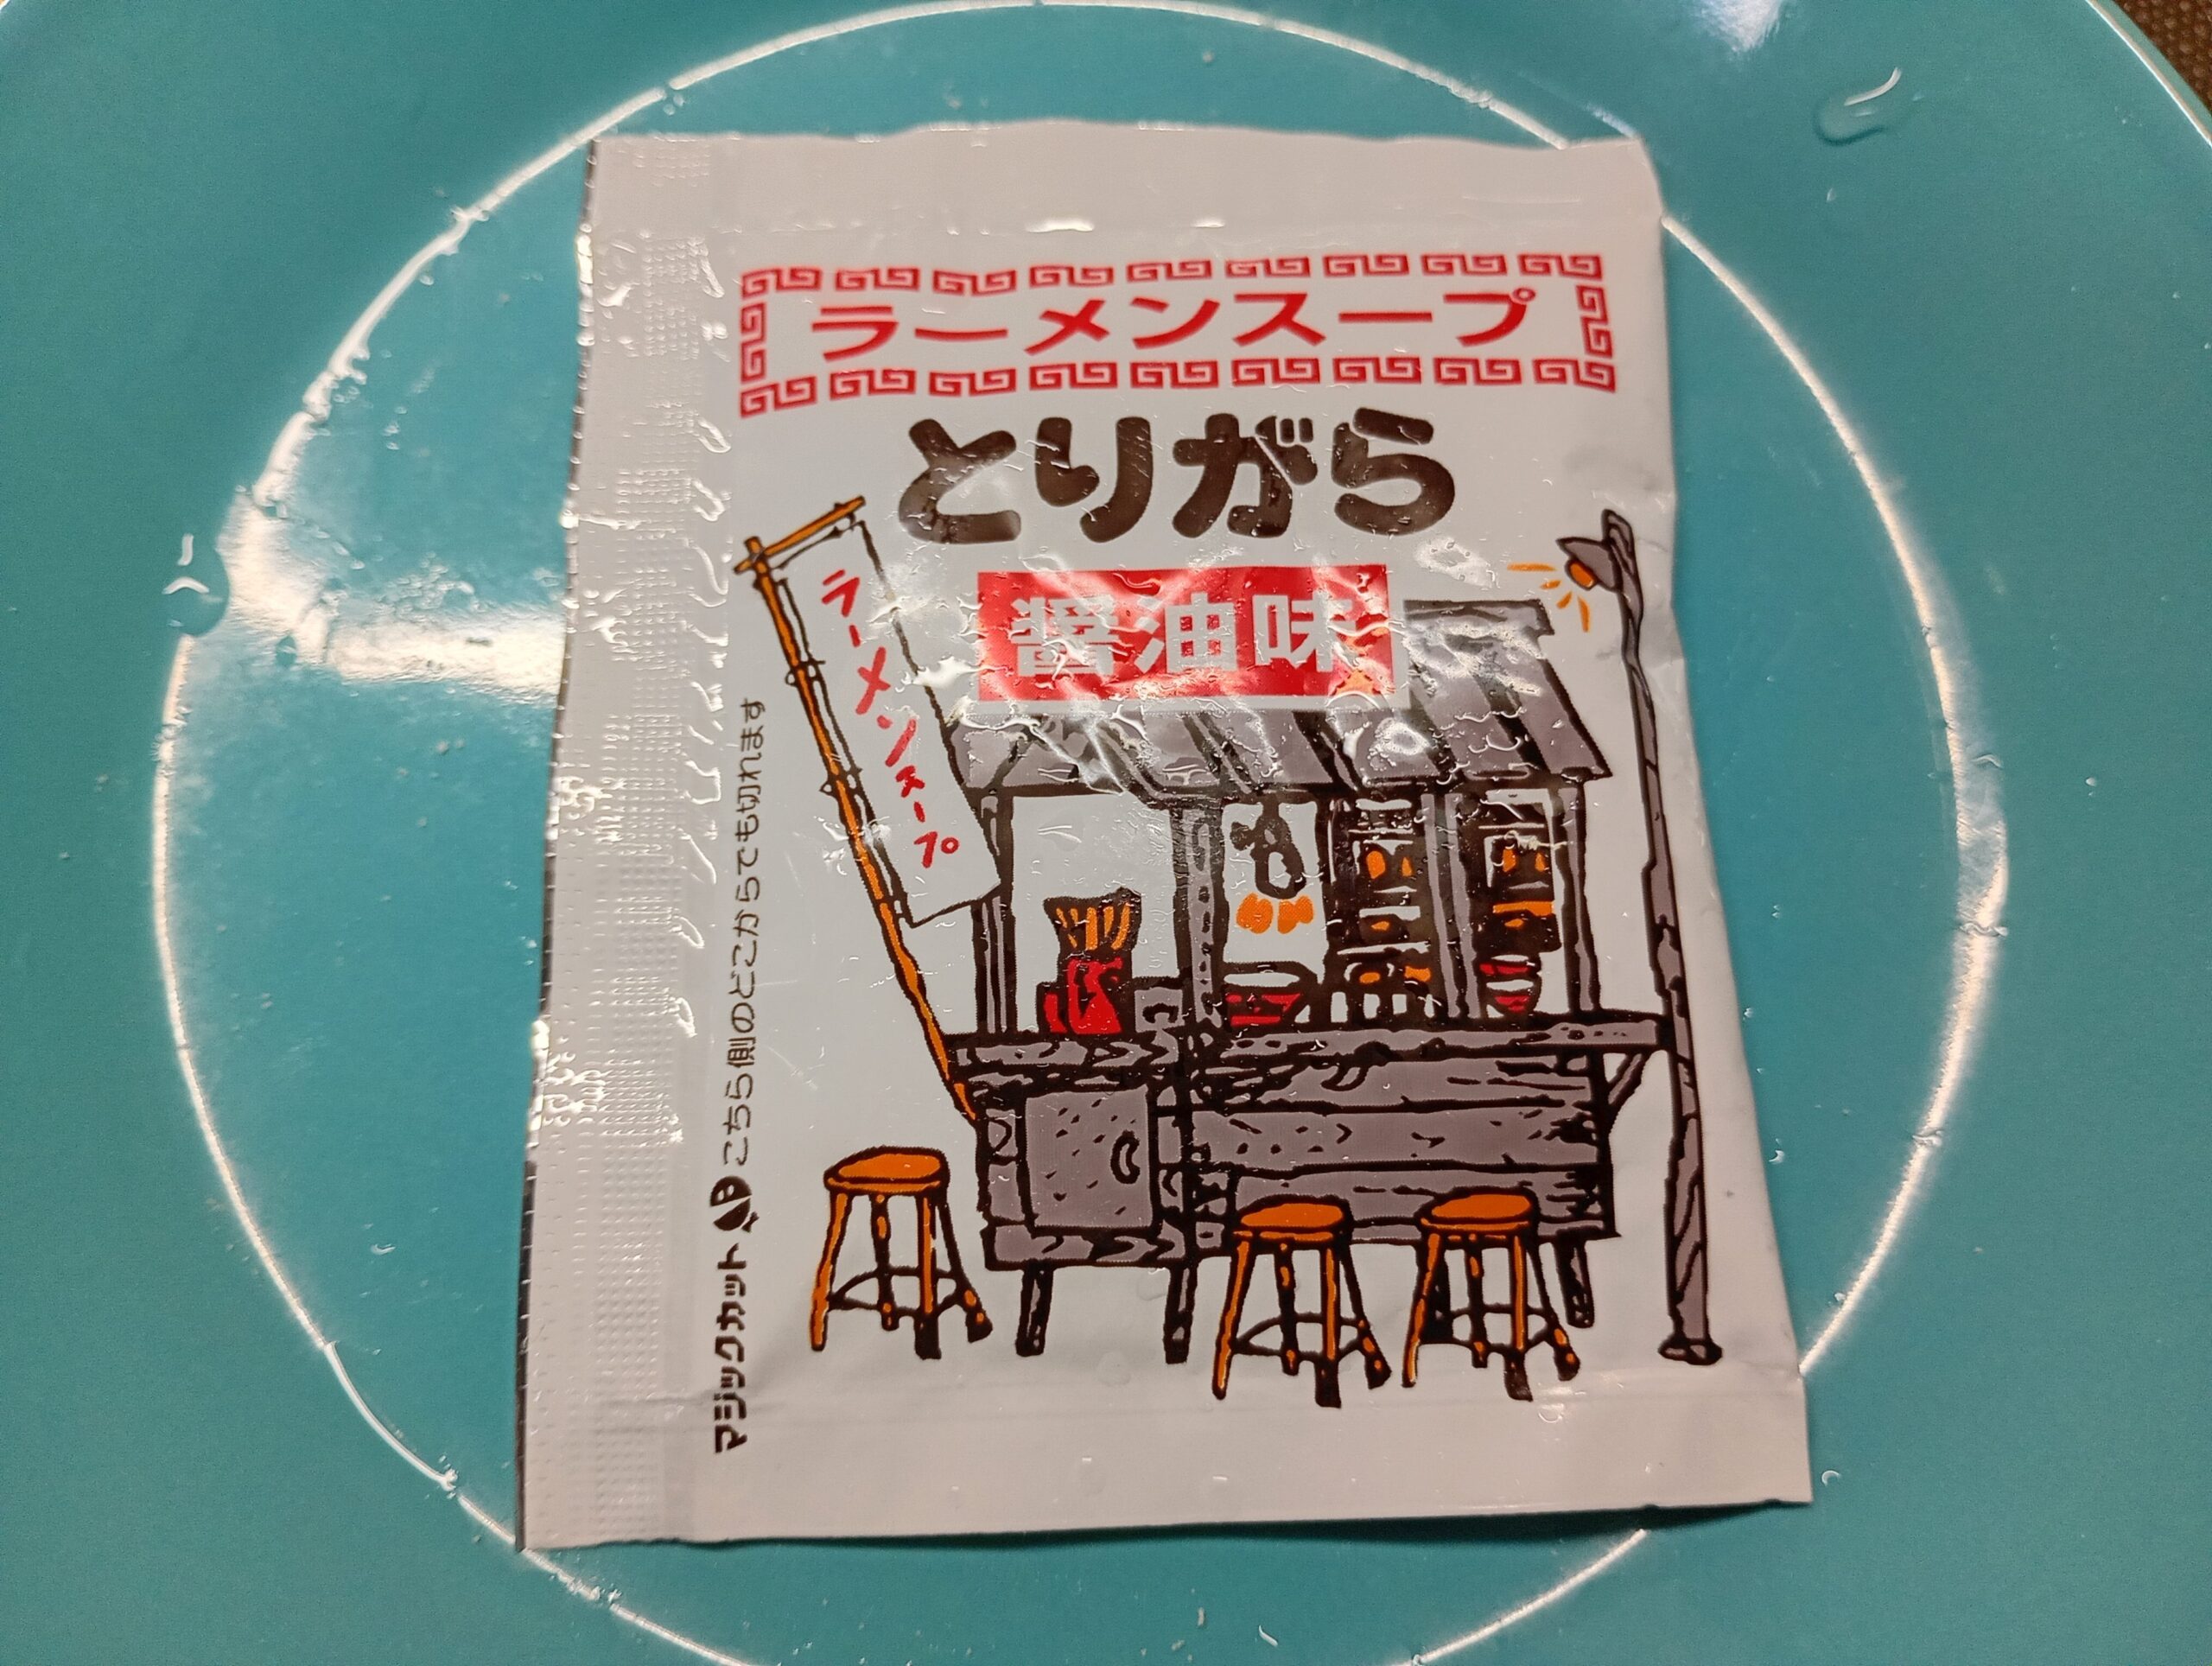 ラーメンスープ
とりがら
醤油味
ラーメンスープ
マジックカット こちら側のどこからでも切れます